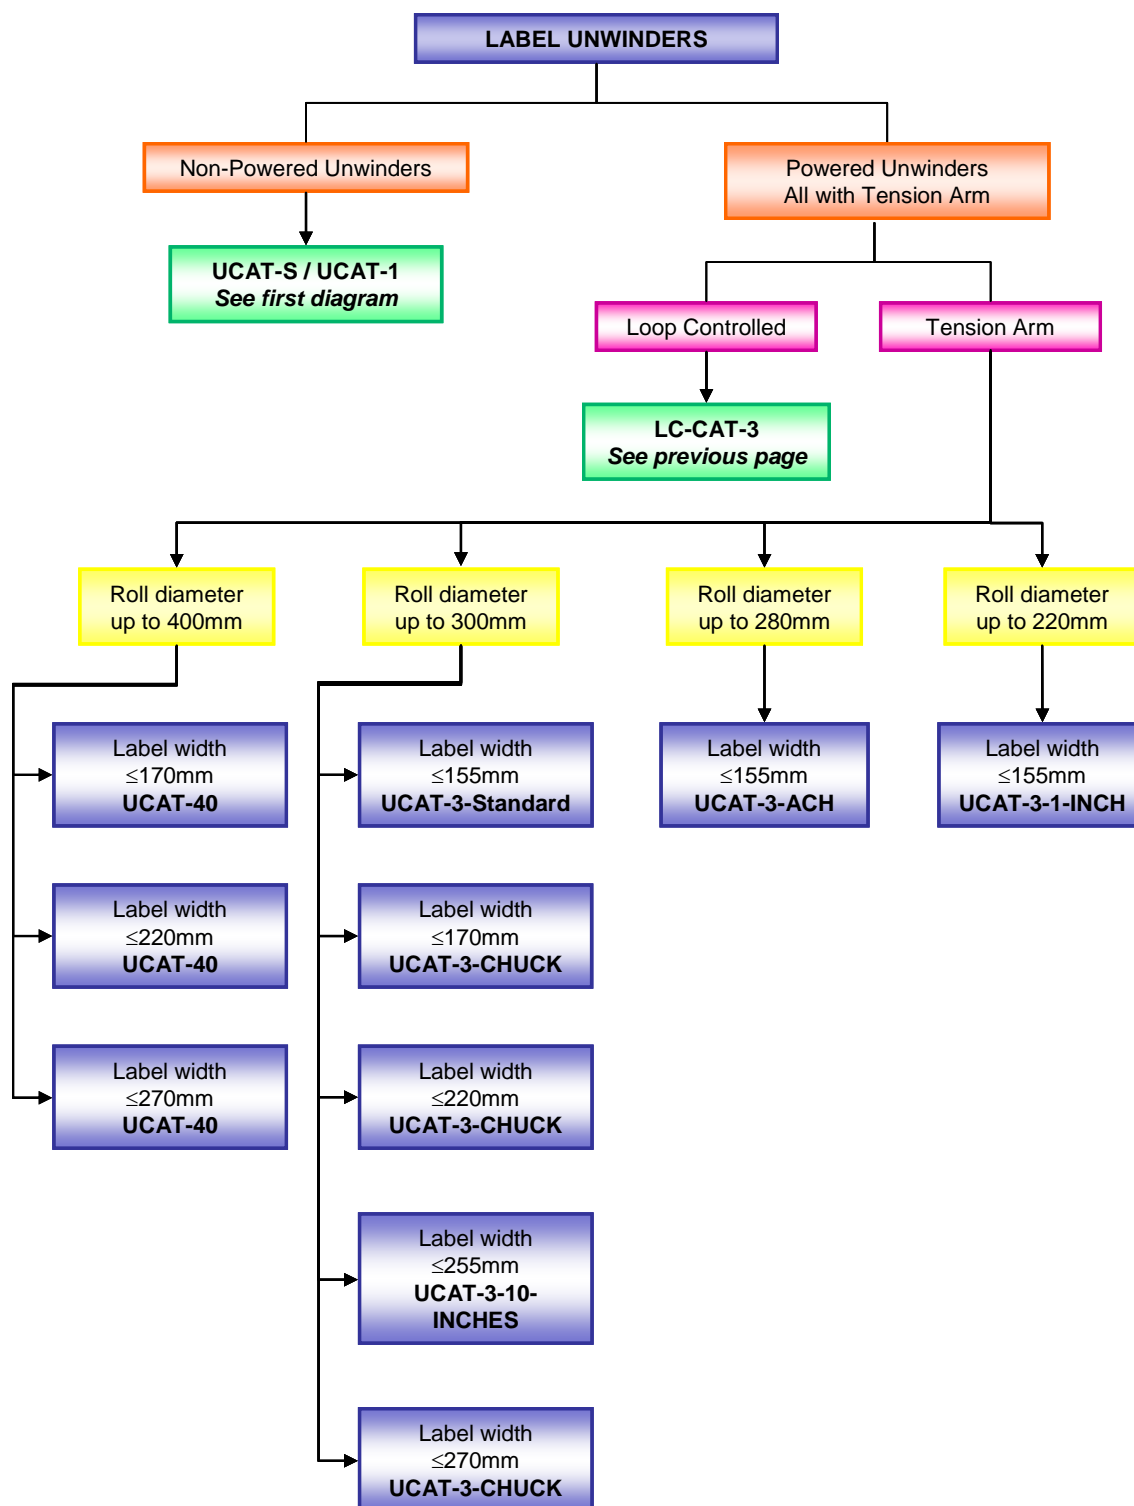 LABEL UNWINDERS
Non-Powered Unwinders
Powered Unwinders
All with Tension Arm
UCAT-S / UCAT-1
See first diagram
Loop Controlled
Tension Arm
LC-CAT-3
See previous page
Roll diameter
up to 400mm
Roll diameter
up to 300mm
Roll diameter
up to 280mm
Roll diameter
up to 220mm
Label width
≤170mm
UCAT-40
Label width
≤155mm
UCAT-3-Standard
Label width
≤155mm
UCAT-3-ACH
Label width
≤155mm
UCAT-3-1-INCH
Label width
≤220mm
UCAT-40
Label width
≤170mm
UCAT-3-CHUCK
Label width
≤270mm
UCAT-40
Label width
≤220mm
UCAT-3-CHUCK
Label width
≤255mm
UCAT-3-10-
INCHES
Label width
≤270mm
UCAT-3-CHUCK